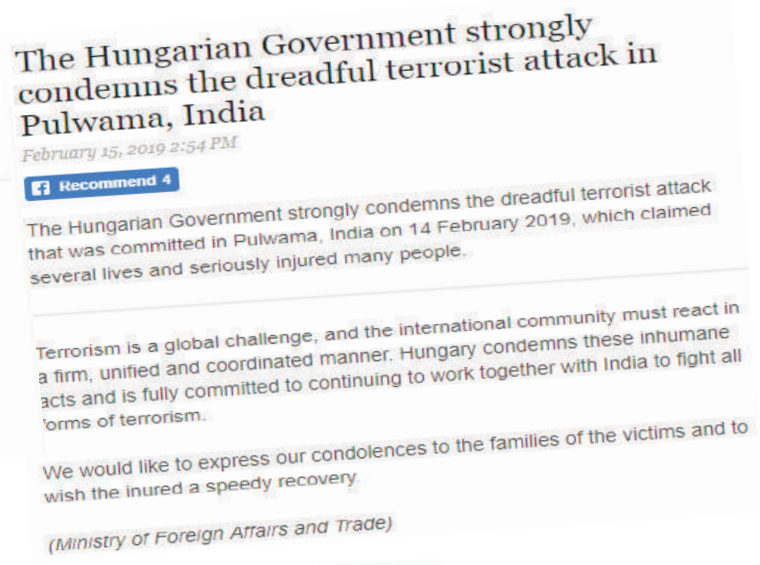 The Hungarian Government strongly
condemns the dreadful terrorist attack in
Pulwama, India
February 15, 2019 2:54 PM
Recommend 4
The Hungarian Government strongly condemns the dreadful terrorist attack
that was committed in Pulwama, India on 14 February 2019, which claimed
several lives and seriously injured many people.
Terrorism is a global challenge, and the international community must react in
a firm, unified and coordinated manner. Hungary condemns these inhumane
acts and is fully committed to continuing to work together with India to fight all
forms of terrorism.
We would like to express our condolences to the families of the victims and to
wish the inured a speedy recovery.
(Ministry of Foreign Affairs and Trade)